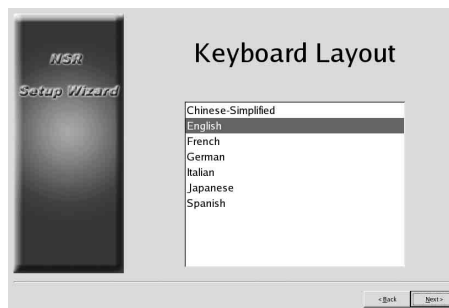 NSR
Setup Wizard
Keyboard Layout
Chinese-Simplified
English
French
German
Italian
Japanese
Spanish
< Back
Next >